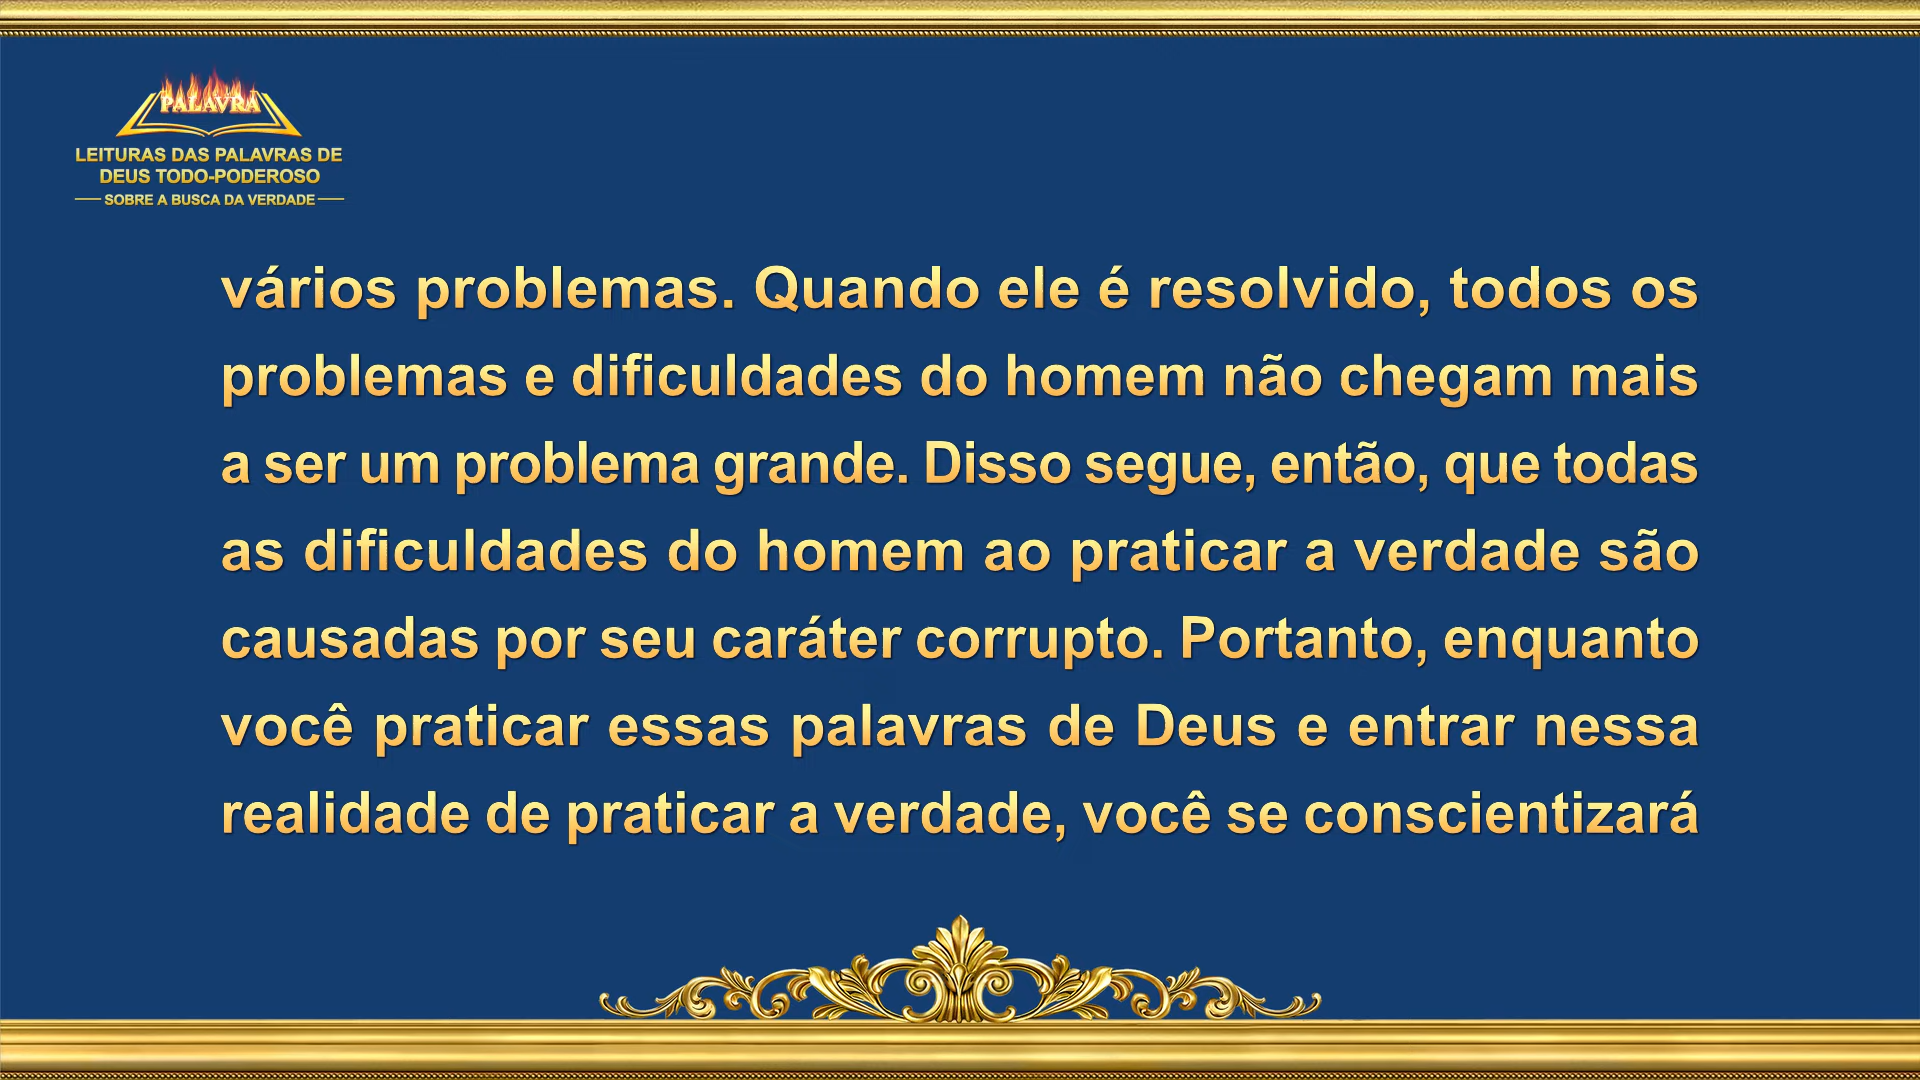 PALAVRA
LEITURAS DAS PALAVRAS DE
DEUS TODO-PODEROSO
SOBRE A BUSCA DA VERDADE
vários problemas. Quando ele é resolvido, todos os
problemas e dificuldades do homem não chegam mais
a ser um problema grande. Disso segue, então, que todas
as dificuldades do homem ao praticar a verdade são
causadas por seu caráter corrupto. Portanto, enquanto
você praticar essas palavras de Deus e entrar nessa
realidade de praticar a verdade, você se conscientizará